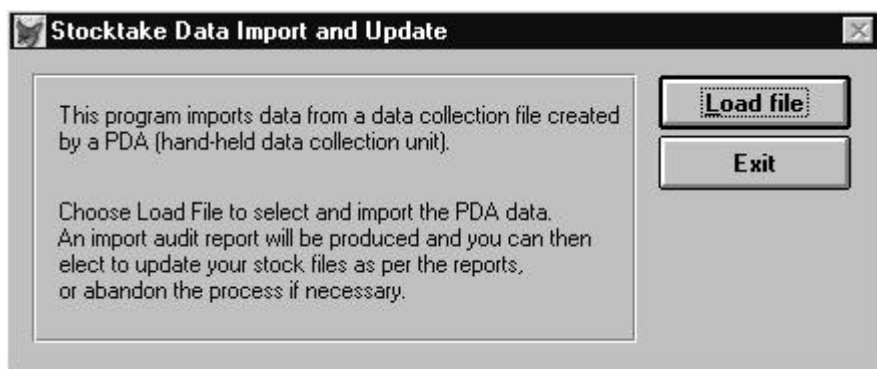 Stocktake Data Import and Update
This program imports data from a data collection file created
by a PDA (hand-held data collection unit).
Choose Load File to select and import the PDA data.
An import audit report will be produced and you can then
elect to update your stock files as per the reports,
or abandon the process if necessary.
Load file
Exit